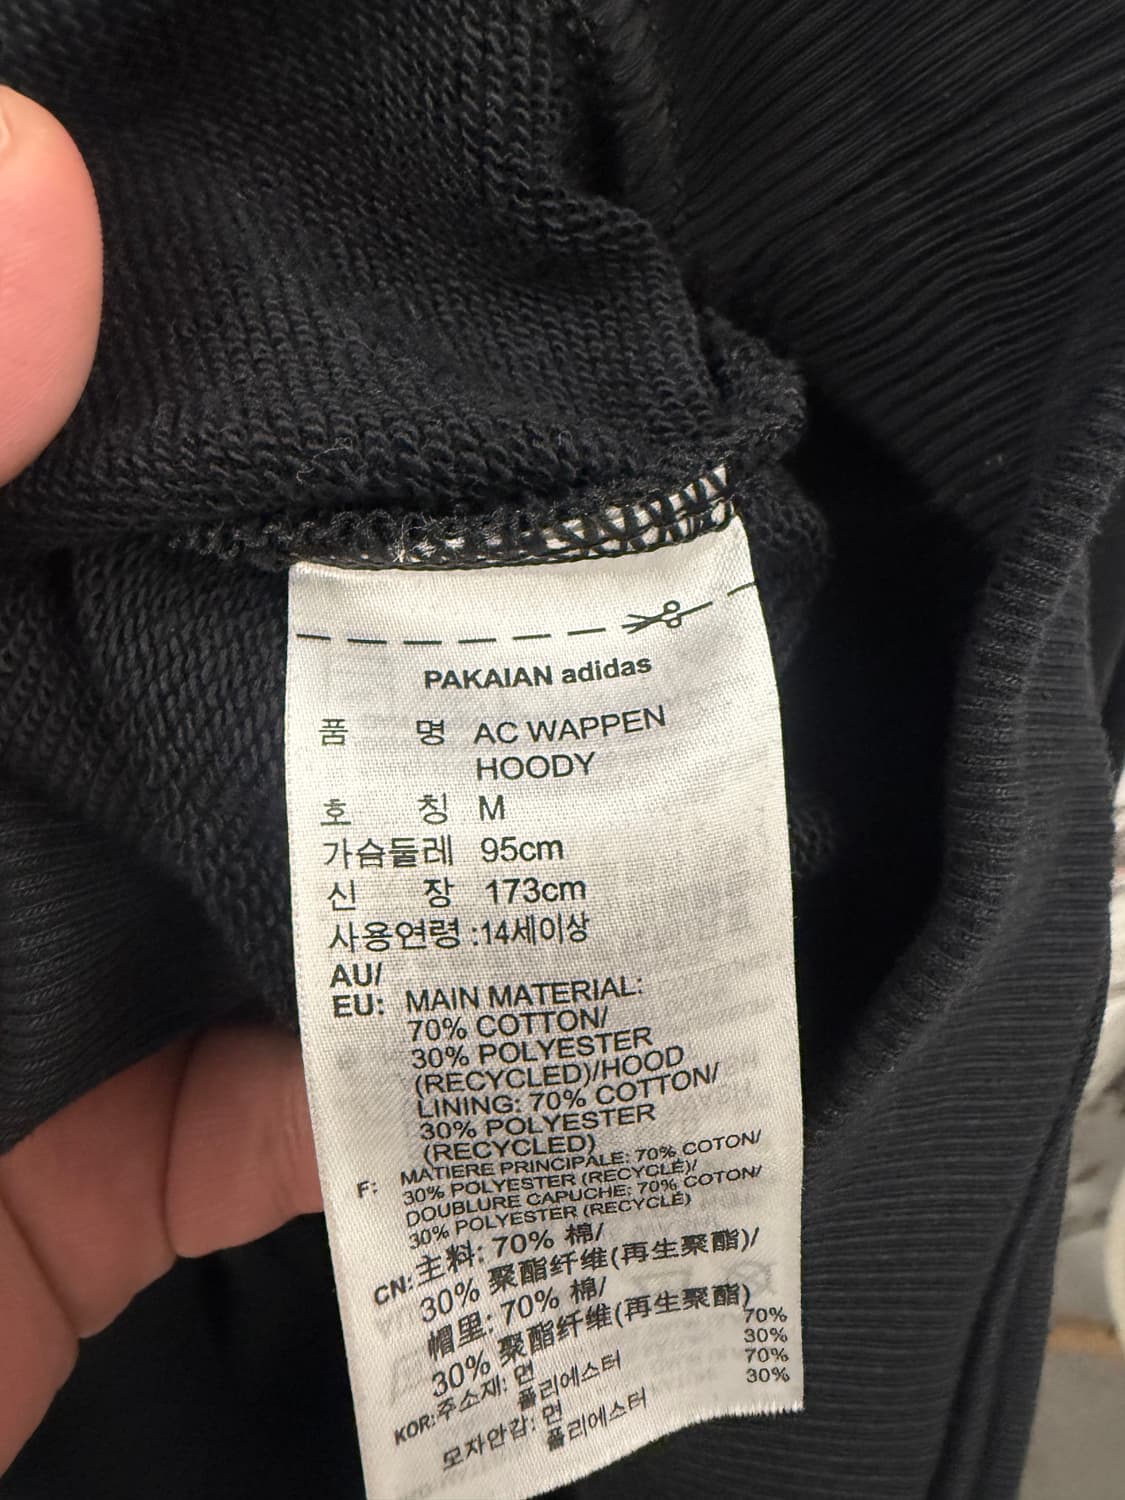 PAKAIAN adidas
품 명 AC WAPPEN
HOODY
호 칭 M
가슴둘레 95cm
신 장 173cm
사용연령 :14세이상
AU/
EU: MAIN MATERIAL:
70% COTTON/
30% POLYESTER
(RECYCLED)/HOOD
LINING: 70% COTTON/
30% POLYESTER
(RECYCLED)
F: MATIERE PRINCIPALE: 70% COTON/
30% POLYESTER (RECYCLÉ)/
DOUBLURE CAPUCHE: 70% COTON/
30% POLYESTER (RECYCLÉ)
CN: 主料: 70% 棉/
30% 聚酯纤维(再生聚酯)/
帽里: 70% 棉/
30% 聚酯纤维(再生聚酯)
KOR: 주소재: 면 70%
폴리에스터 30%
모자안감: 면 70%
폴리에스터 30%